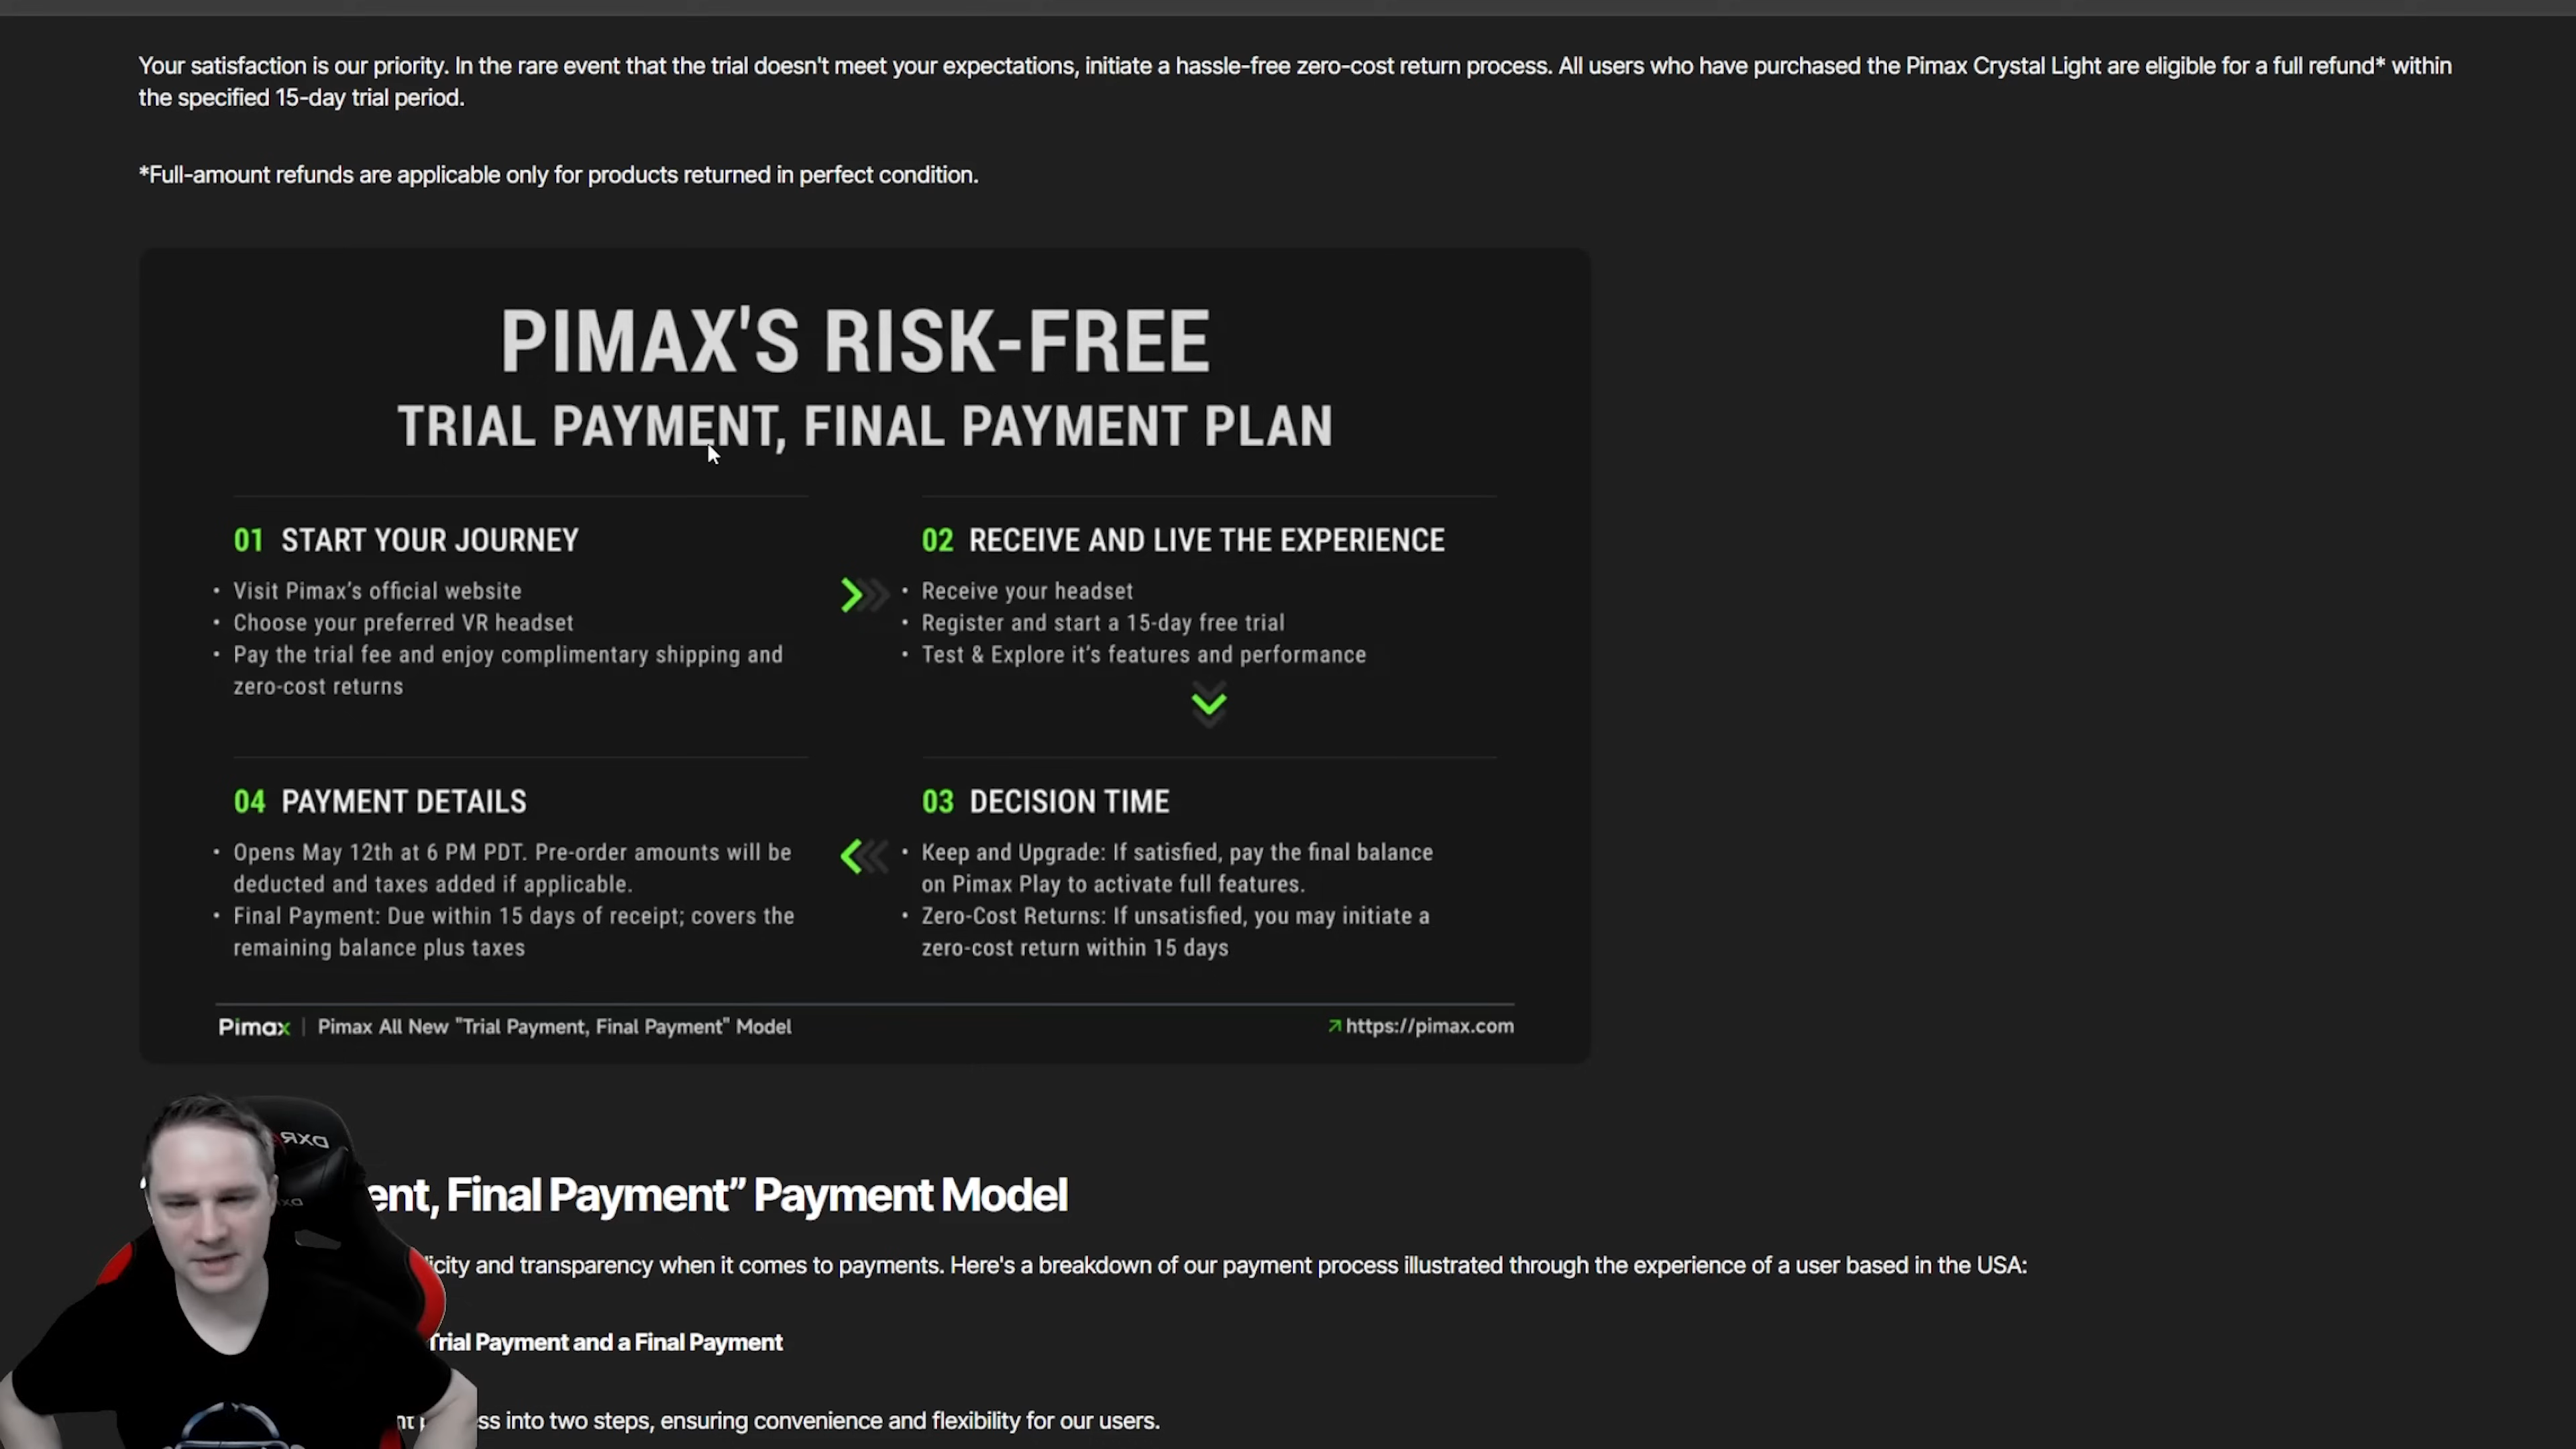 Your satisfaction is our priority. In the rare event that the trial doesn't meet your expectations, initiate a hassle-free zero-cost return process. All users who have purchased the Pimax Crystal Light are eligible for a full refund* within
the specified 15-day trial period.
*Full-amount refunds are applicable only for products returned in perfect condition.
PIMAX'S RISK-FREE
TRIAL PAYMENT, FINAL PAYMENT PLAN
01 START YOUR JOURNEY
• Visit Pimax's official website
• Choose your preferred VR headset
• Pay the trial fee and enjoy complimentary shipping and
zero-cost returns
02 RECEIVE AND LIVE THE EXPERIENCE
• Receive your headset
• Register and start a 15-day free trial
• Test & Explore it's features and performance
03 DECISION TIME
• Keep and Upgrade: If satisfied, pay the final balance
on Pimax Play to activate full features.
• Zero-Cost Returns: If unsatisfied, you may initiate a
zero-cost return within 15 days
04 PAYMENT DETAILS
• Opens May 12th at 6 PM PDT. Pre-order amounts will be
deducted and taxes added if applicable.
• Final Payment: Due within 15 days of receipt; covers the
remaining balance plus taxes
Pimax | Pimax All New "Trial Payment, Final Payment" Model
https://pimax.com
Final Payment" Payment Model
and transparency when it comes to payments. Here's a breakdown of our payment process illustrated through the experience of a user based in the USA:
Trial Payment and a Final Payment
into two steps, ensuring convenience and flexibility for our users.